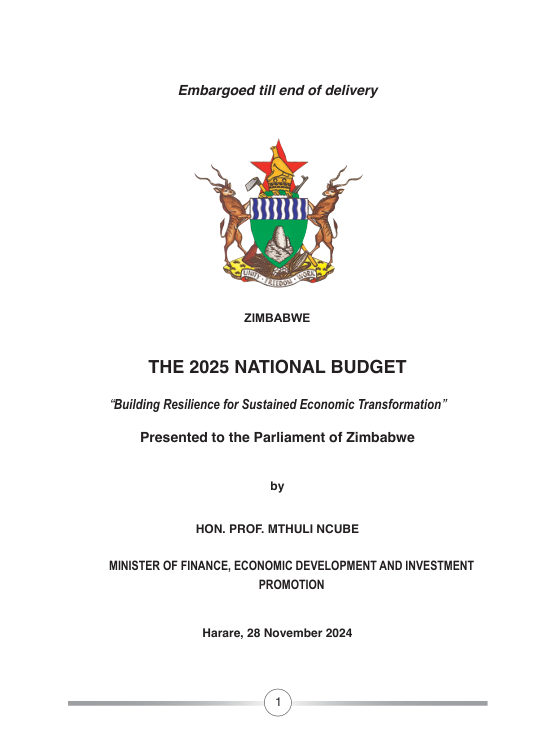 Embargoed till end of delivery
UNITY FREEDOM WORK
ZIMBABWE
THE 2025 NATIONAL BUDGET
“Building Resilience for Sustained Economic Transformation”
Presented to the Parliament of Zimbabwe
by
HON. PROF. MTHULI NCUBE
MINISTER OF FINANCE, ECONOMIC DEVELOPMENT AND INVESTMENT
PROMOTION
Harare, 28 November 2024
1